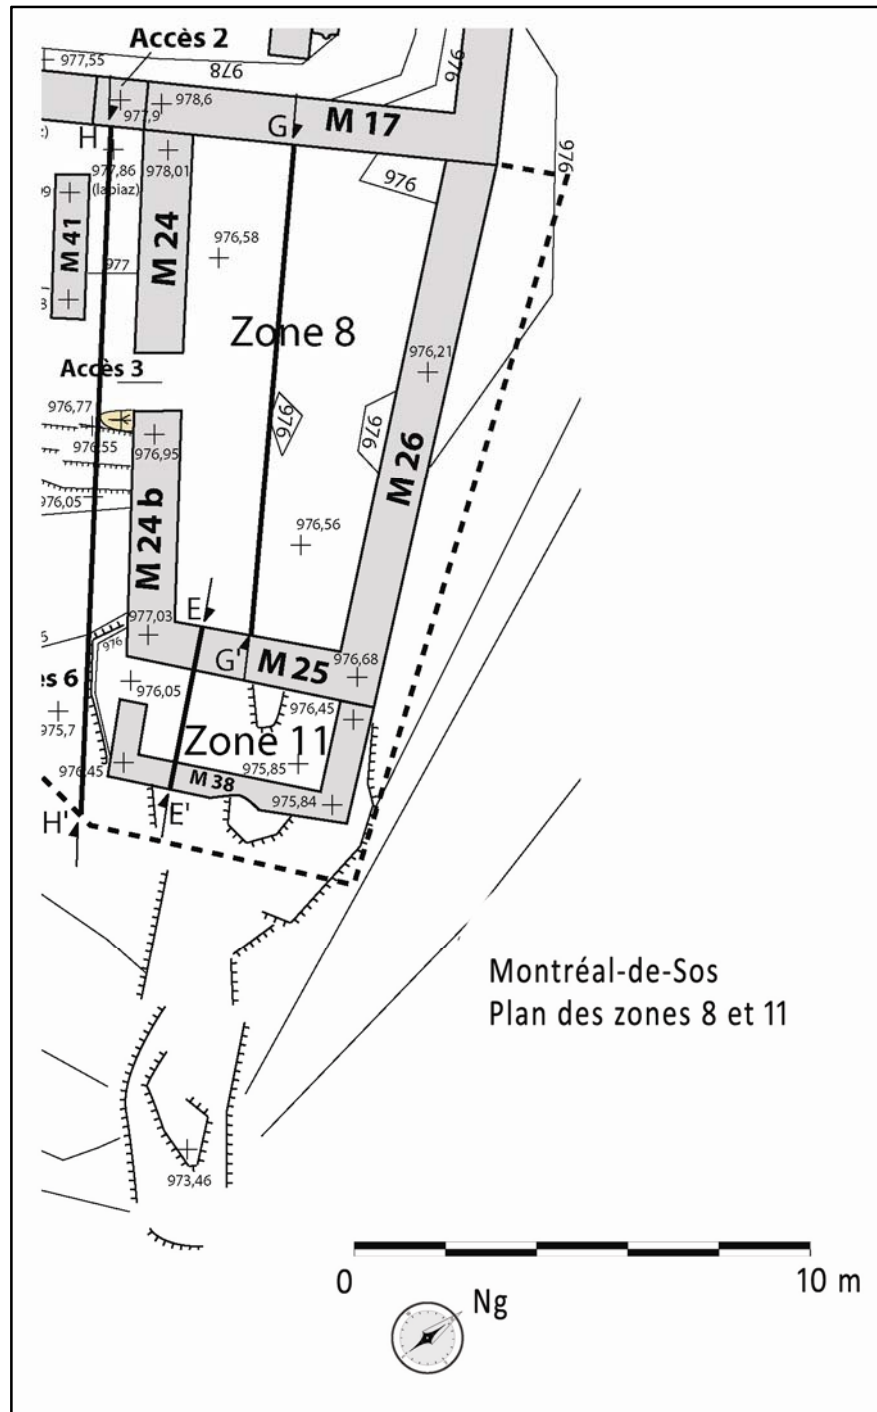 Accès 2
977,55
978
976
977,9
978,6
H
G
M 17
976
977,86
(lapiaz)
978,01
976
M 41
M 24
976,58
977
Zone 8
976,21
Accès 3
976,77
976,55
976,95
976
976
M 26
976,05
M 24 b
976,56
E
977,03
976
G'
M 25
976,68
976,05
975,7
976,45
Zone 11
976,45
975,85
M 38
975,84
H'
E'
Montréal-de-Sos
Plan des zones 8 et 11
973,46
0
10 m
Ng